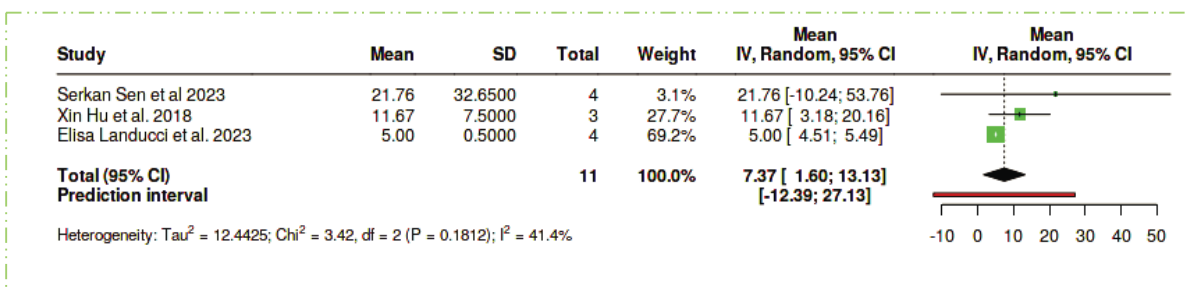 Mean Mean
Study Mean SD Total Weight IV, Random, 95% CI IV, Random, 95% CI
Serkan Sen et al 2023 21.76 32.6500 4 3.1% 21.76 [-10.24; 53.76]
Xin Hu et al. 2018 11.67 7.5000 3 27.7% 11.67 [ 3.18; 20.16]
Elisa Landucci et al. 2023 5.00 0.5000 4 69.2% 5.00 [ 4.51; 5.49]
Total (95% CI) 11 100.0% 7.37 [ 1.60; 13.13]
Prediction interval [-12.39; 27.13]
Heterogeneity: Tau² = 12.4425; Chi² = 3.42, df = 2 (P = 0.1812); I² = 41.4%
-10 0 10 20 30 40 50